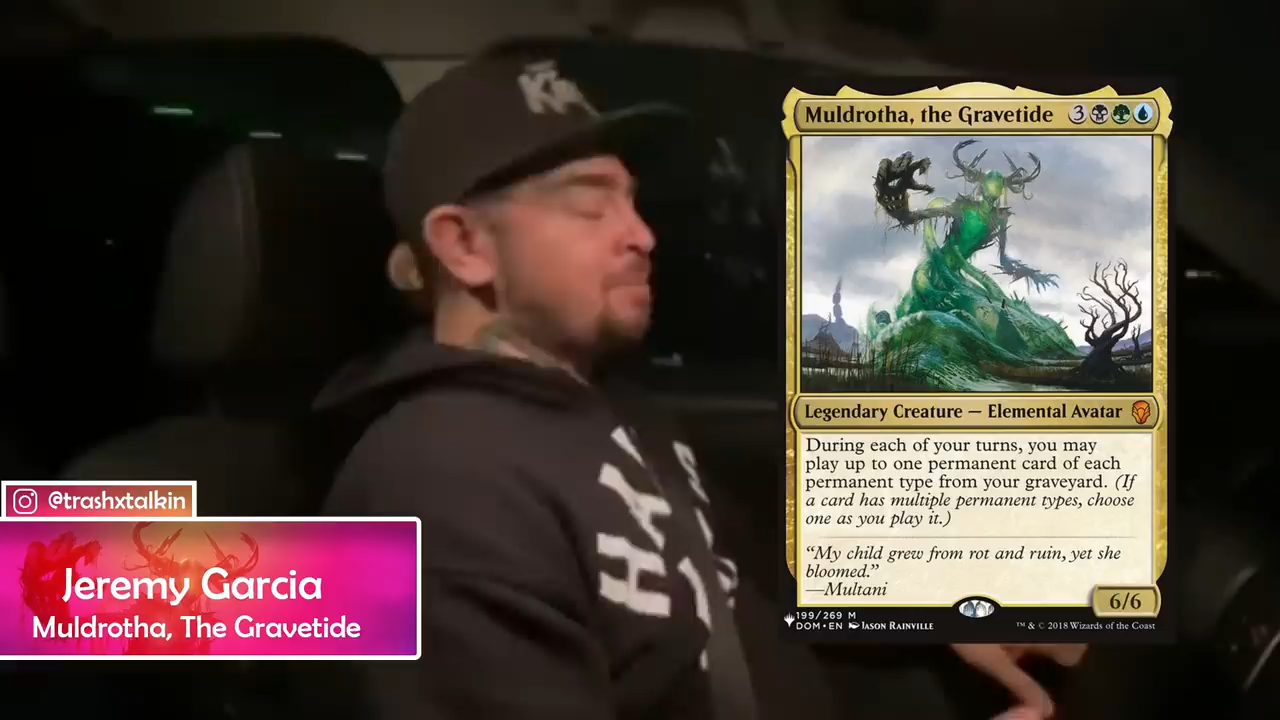 Muldrotha, the Gravetide 3
Legendary Creature — Elemental Avatar
During each of your turns, you may
play up to one permanent card of each
permanent type from your graveyard. (If
a card has multiple permanent types, choose
one as you play it.)
“My child grew from rot and ruin, yet she
bloomed.”
—Multani
6/6
199/269 M
DOM • EN Jason Rainville
™ & © 2018 Wizards of the Coast
@trashxtalkin
Jeremy Garcia
Muldrotha, The Gravetide